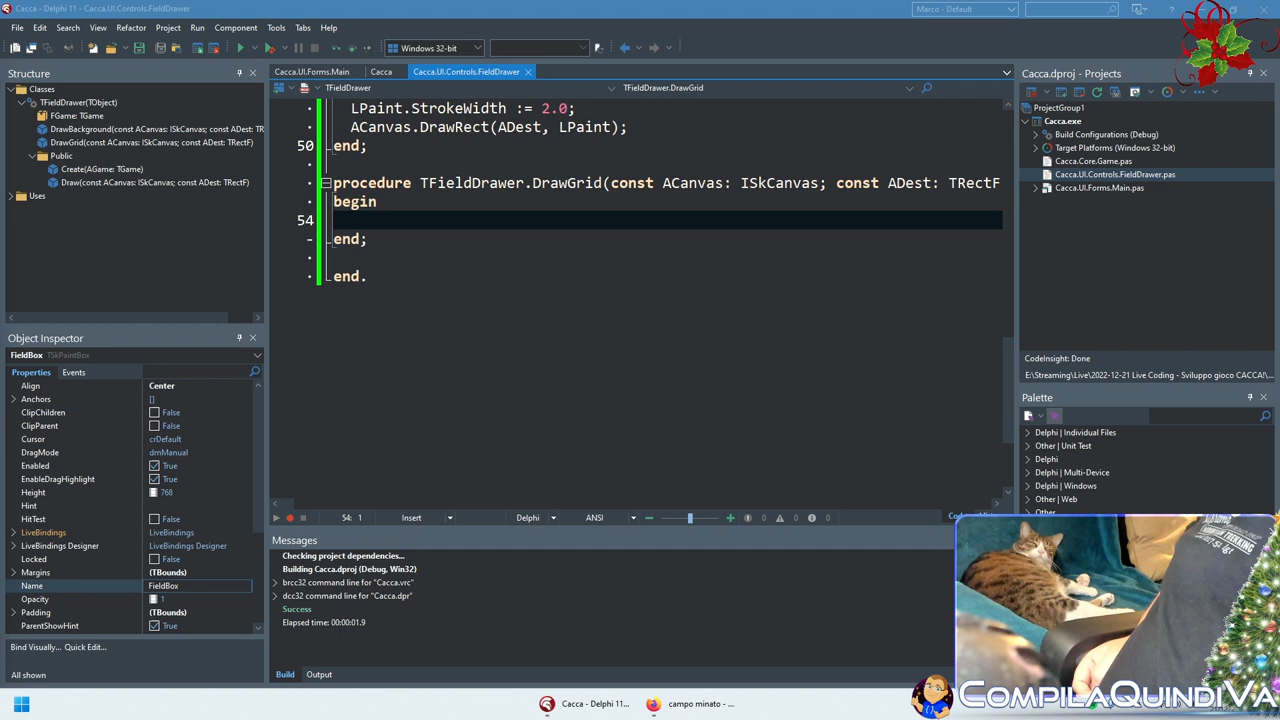 Cacca - Delphi 11 - Cacca.UI.Controls.FieldDrawer
Marco - Default
File Edit Search View Refactor Project Run Component Tools Tabs Help
Windows 32-bit
Structure
Classes
TFieldDrawer(TObject)
FGame: TGame
DrawBackground(const ACanvas: ISkCanvas; const ADest: TR
DrawGrid(const ACanvas: ISkCanvas; const ADest: TRectF)
Public
Create(AGame: TGame)
Draw(const ACanvas: ISkCanvas; const ADest: TRectF)
Uses
Object Inspector
FieldBox TSkPaintBox
Properties Events
Align Center
Anchors []
ClipChildren False
ClipParent False
Cursor crDefault
DragMode dmManual
Enabled True
EnableDragHighlight True
Height 768
Hint
HitTest False
LiveBindings LiveBindings
LiveBindings Designer LiveBindings Designer
Locked False
Margins (TBounds)
Name FieldBox
Opacity 1
Padding (TBounds)
ParentShowHint True
Bind Visually... Quick Edit...
All shown
Cacca.UI.Forms.Main Cacca Cacca.UI.Controls.FieldDrawer
TFieldDrawer TFieldDrawer.DrawGrid
LPaint.StrokeWidth := 2.0;
ACanvas.DrawRect(ADest, LPaint);
50 end;
procedure TFieldDrawer.DrawGrid(const ACanvas: ISkCanvas; const ADest: TRectF
begin
54
end;
end.
54: 1 Insert Delphi ANSI 0 0 0
Messages
Checking project dependencies...
Building Cacca.dproj (Debug, Win32)
brcc32 command line for "Cacca.vrc"
dcc32 command line for "Cacca.dpr"
Success
Elapsed time: 00:00:01.9
Build Output
Cacca.dproj - Projects
ProjectGroup1
Cacca.exe
Build Configurations (Debug)
Target Platforms (Windows 32-bit)
Cacca.Core.Game.pas
Cacca.UI.Controls.FieldDrawer.pas
Cacca.UI.Forms.Main.pas
CodeInsight: Done
E:\Streaming\Live\2022-12-21 Live Coding - Sviluppo gioco CACCA!\
Palette
Delphi | Individual Files
Other | Unit Test
Delphi
Delphi | Multi-Device
Delphi | Windows
Other | Web
Other
CompilaQuindiVa
Cacca - Delphi 11...
campo minato - ...